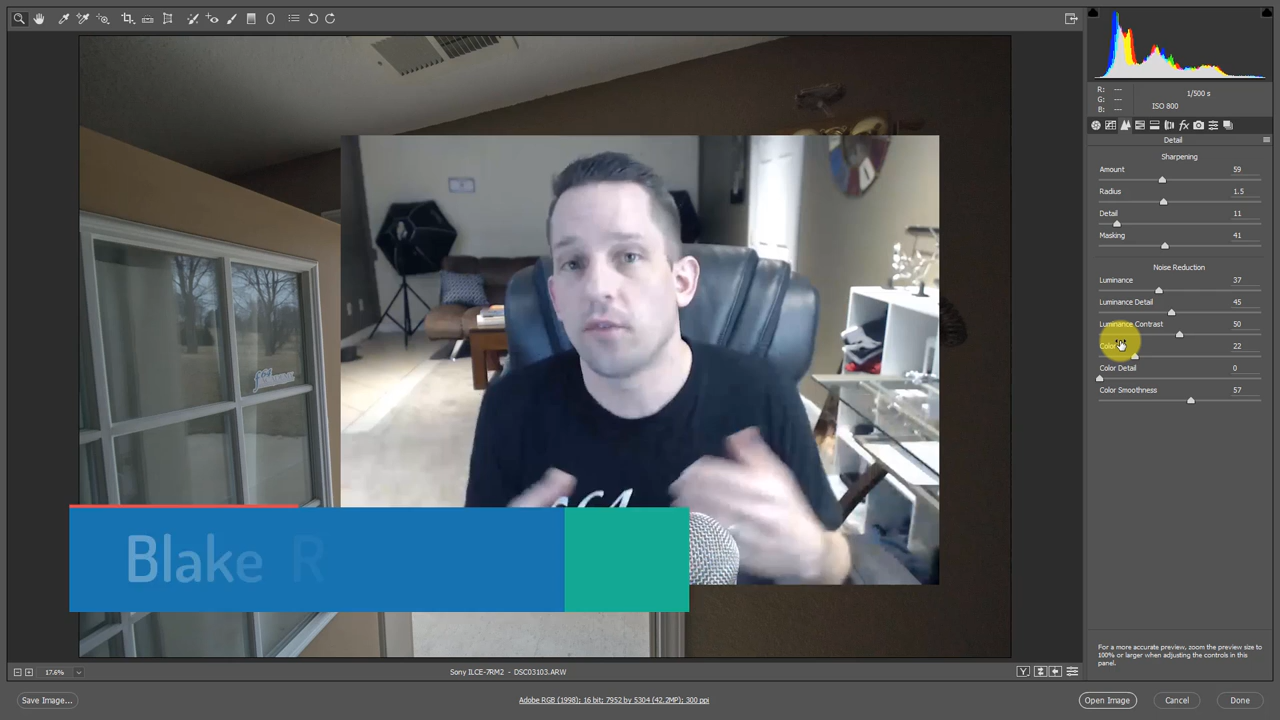 R: ---
G: ---
B: ---
1/500 s
ISO 800
fx
Detail
Sharpening
Amount 59
Radius 1.5
Detail 11
Masking 41
Noise Reduction
Luminance 37
Luminance Detail 45
Luminance Contrast 50
Color 22
Color Detail 0
Color Smoothness 57
Blake R
For a more accurate preview, zoom the preview size to
100% or larger when adjusting the controls in this
panel.
17.6%
Sony ILCE-7RM2 - DSC03103.ARW
Y
Save Image...
Adobe RGB (1998); 16 bit; 7952 by 5304 (42.2MP); 300 ppi
Open Image
Cancel
Done